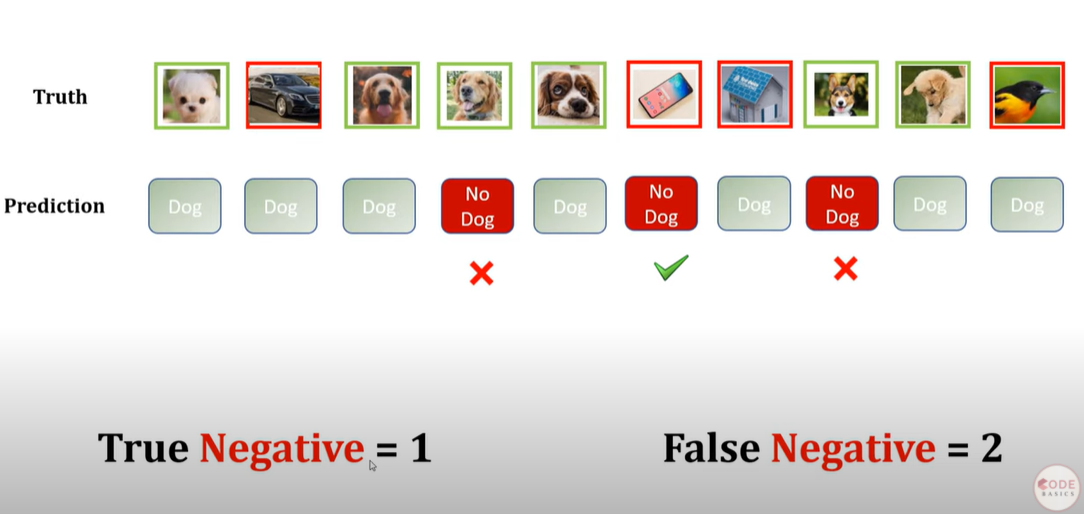 Truth
Prediction
Dog
Dog
Dog
No
Dog
Dog
No
Dog
Dog
No
Dog
Dog
Dog
True Negative = 1
False Negative = 2
CODE
BASICS